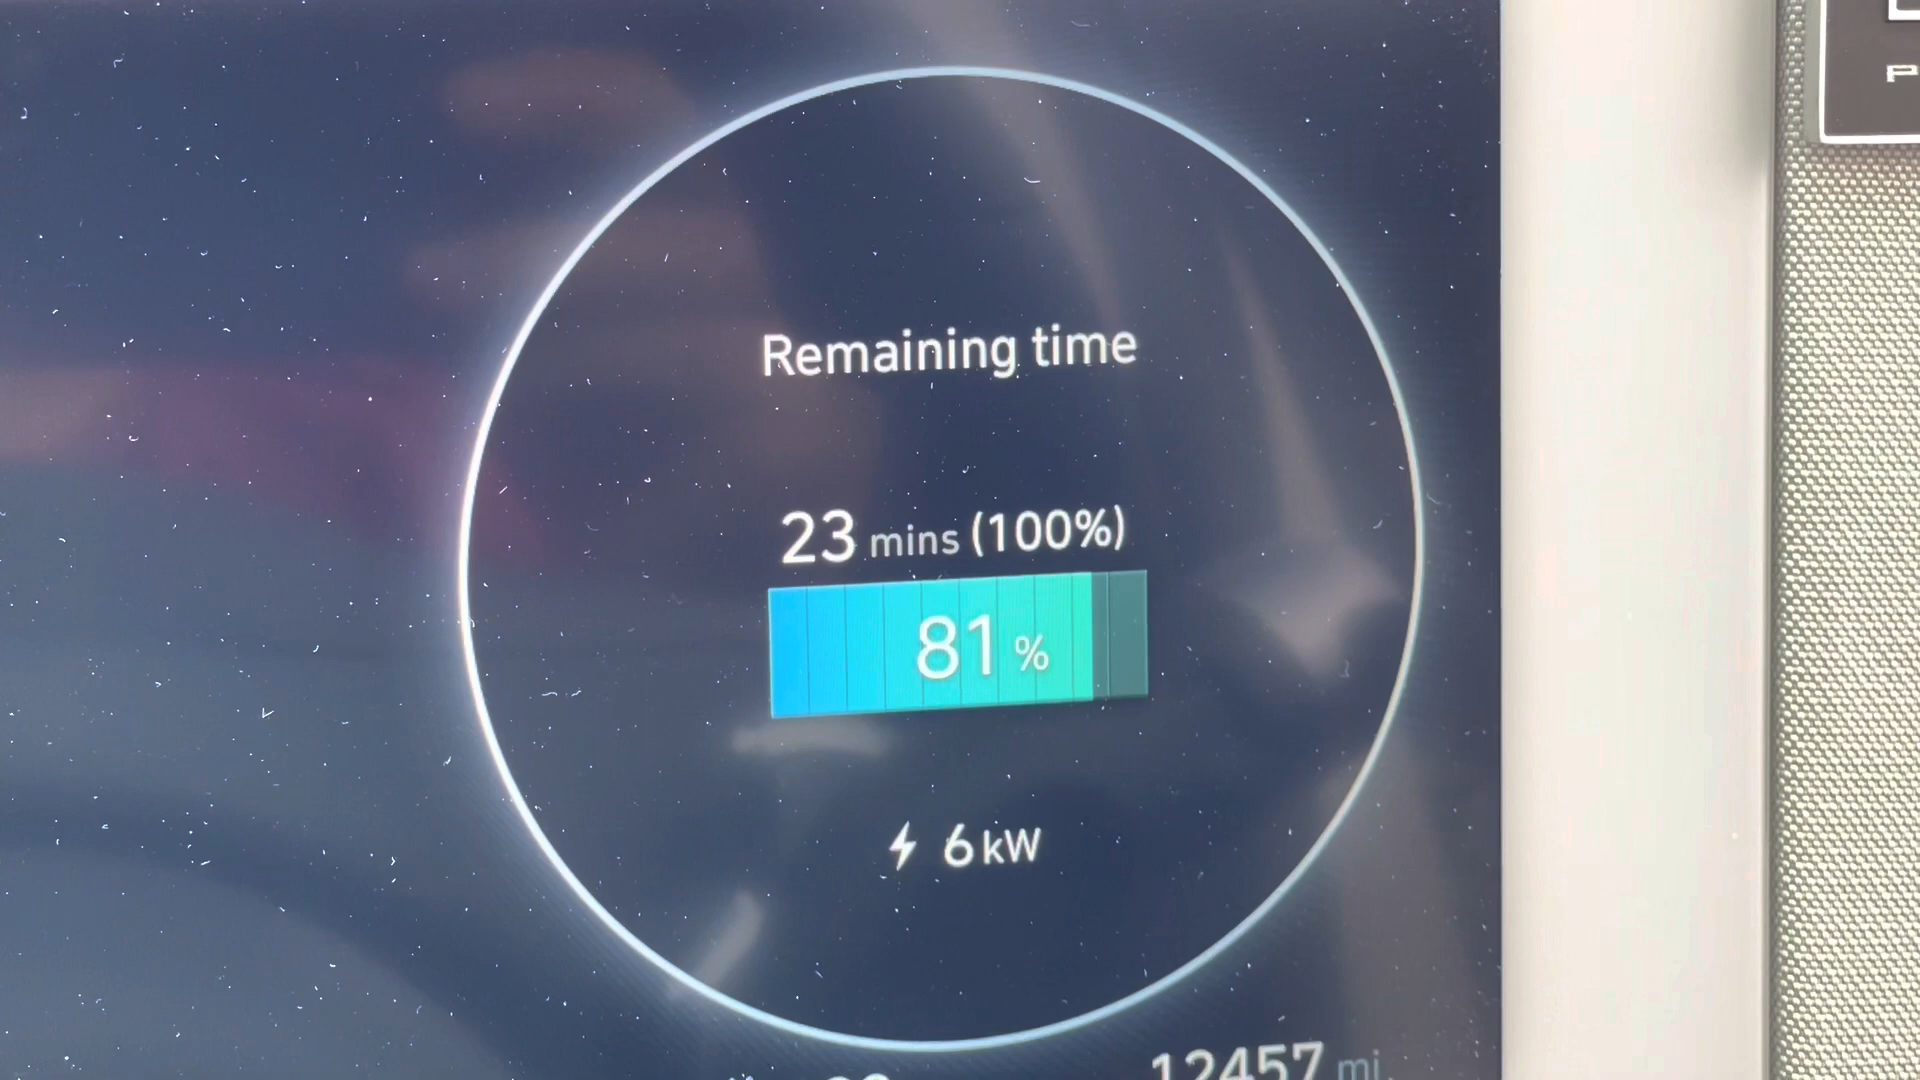 Remaining time
23 mins (100%)
81 %
6 kW
12457 mi